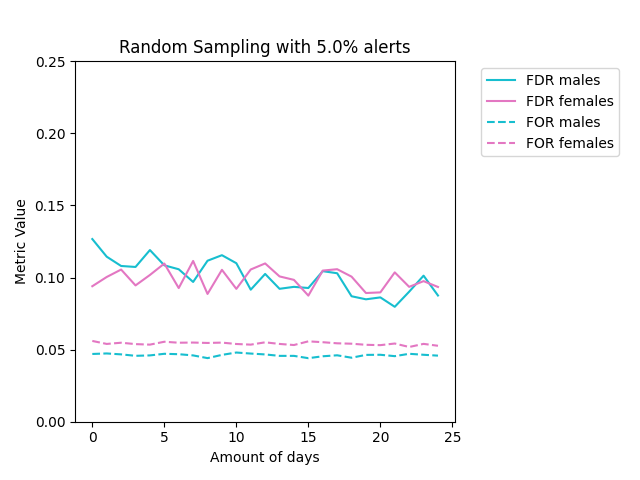 Random Sampling with 5.0% alerts
0.25
0.20
0.15
0.10
0.05
0.00
Metric Value
0 5 10 15 20 25
Amount of days
FDR males
FDR females
FOR males
FOR females